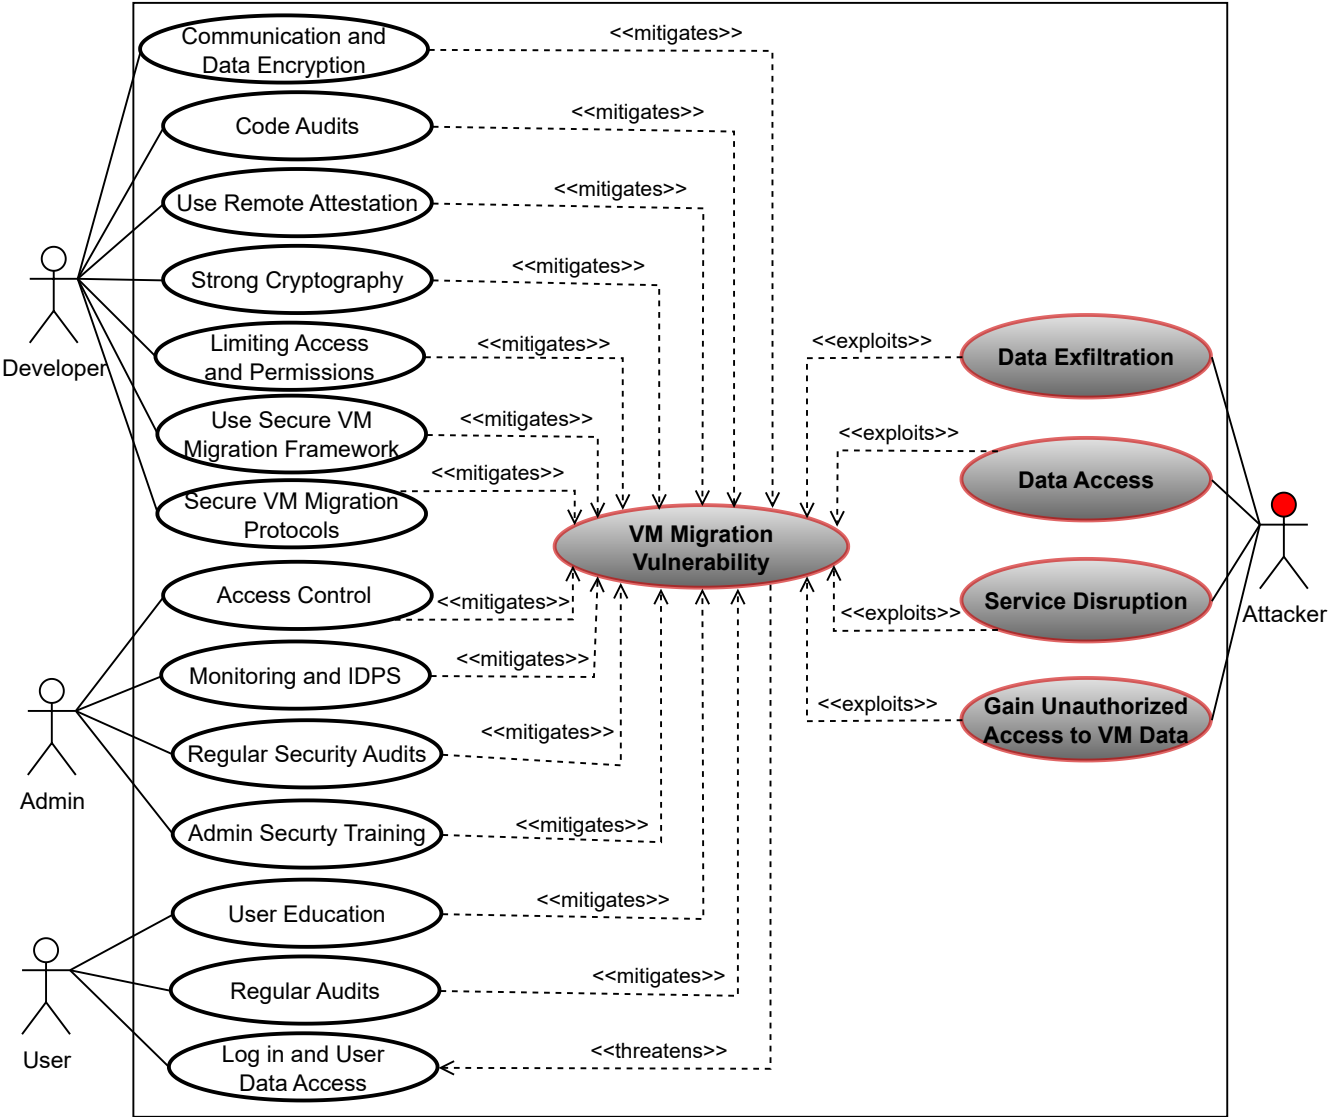 Communication and
Data Encryption
<<mitigates>>
Code Audits
<<mitigates>>
Use Remote Attestation
<<mitigates>>
Strong Cryptography
<<mitigates>>
Developer
Limiting Access
and Permissions
<<mitigates>>
Use Secure VM
Migration Framework
<<mitigates>>
Secure VM Migration
Protocols
<<mitigates>>
VM Migration
Vulnerability
<<exploits>>
Data Exfiltration
<<exploits>>
Data Access
<<exploits>>
Service Disruption
<<exploits>>
Gain Unauthorized
Access to VM Data
Attacker
Access Control
<<mitigates>>
Monitoring and IDPS
<<mitigates>>
Regular Security Audits
<<mitigates>>
Admin
Admin Securty Training
<<mitigates>>
User Education
<<mitigates>>
Regular Audits
<<mitigates>>
User
Log in and User
Data Access
<<threatens>>